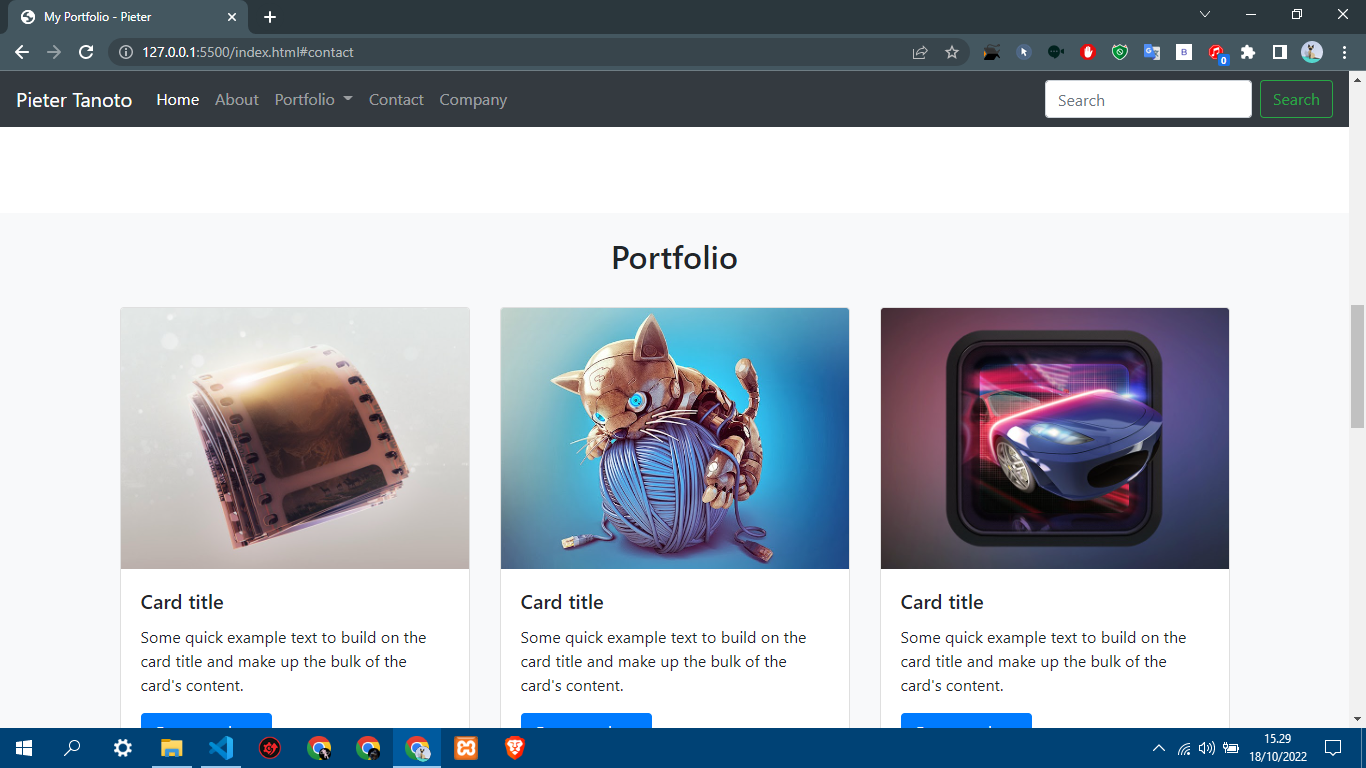 My Portfolio - Pieter
127.0.0.1:5500/index.html#contact
B
0
Pieter Tanoto Home About Portfolio Contact Company Search Search
Portfolio
Card title Card title Card title
Some quick example text to build on the Some quick example text to build on the Some quick example text to build on the
card title and make up the bulk of the card title and make up the bulk of the card title and make up the bulk of the
card's content. card's content. card's content.
15.29
18/10/2022